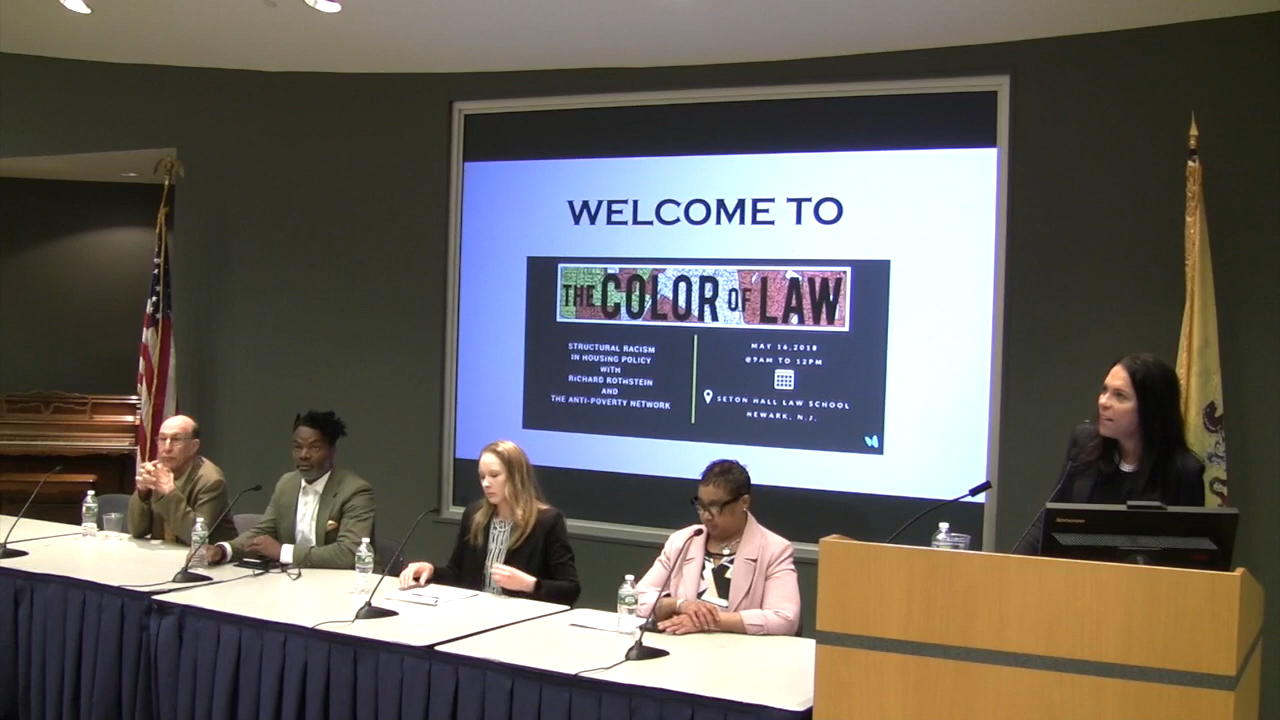 WELCOME TO
THE COLOR OF LAW
STRUCTURAL RACISM
IN HOUSING POLICY
WITH
RICHARD ROTHSTEIN
AND
THE ANTI-POVERTY NETWORK
MAY 16,2018
@9AM TO 12PM
SETON HALL LAW SCHOOL
NEWARK, N.J.
lenovo